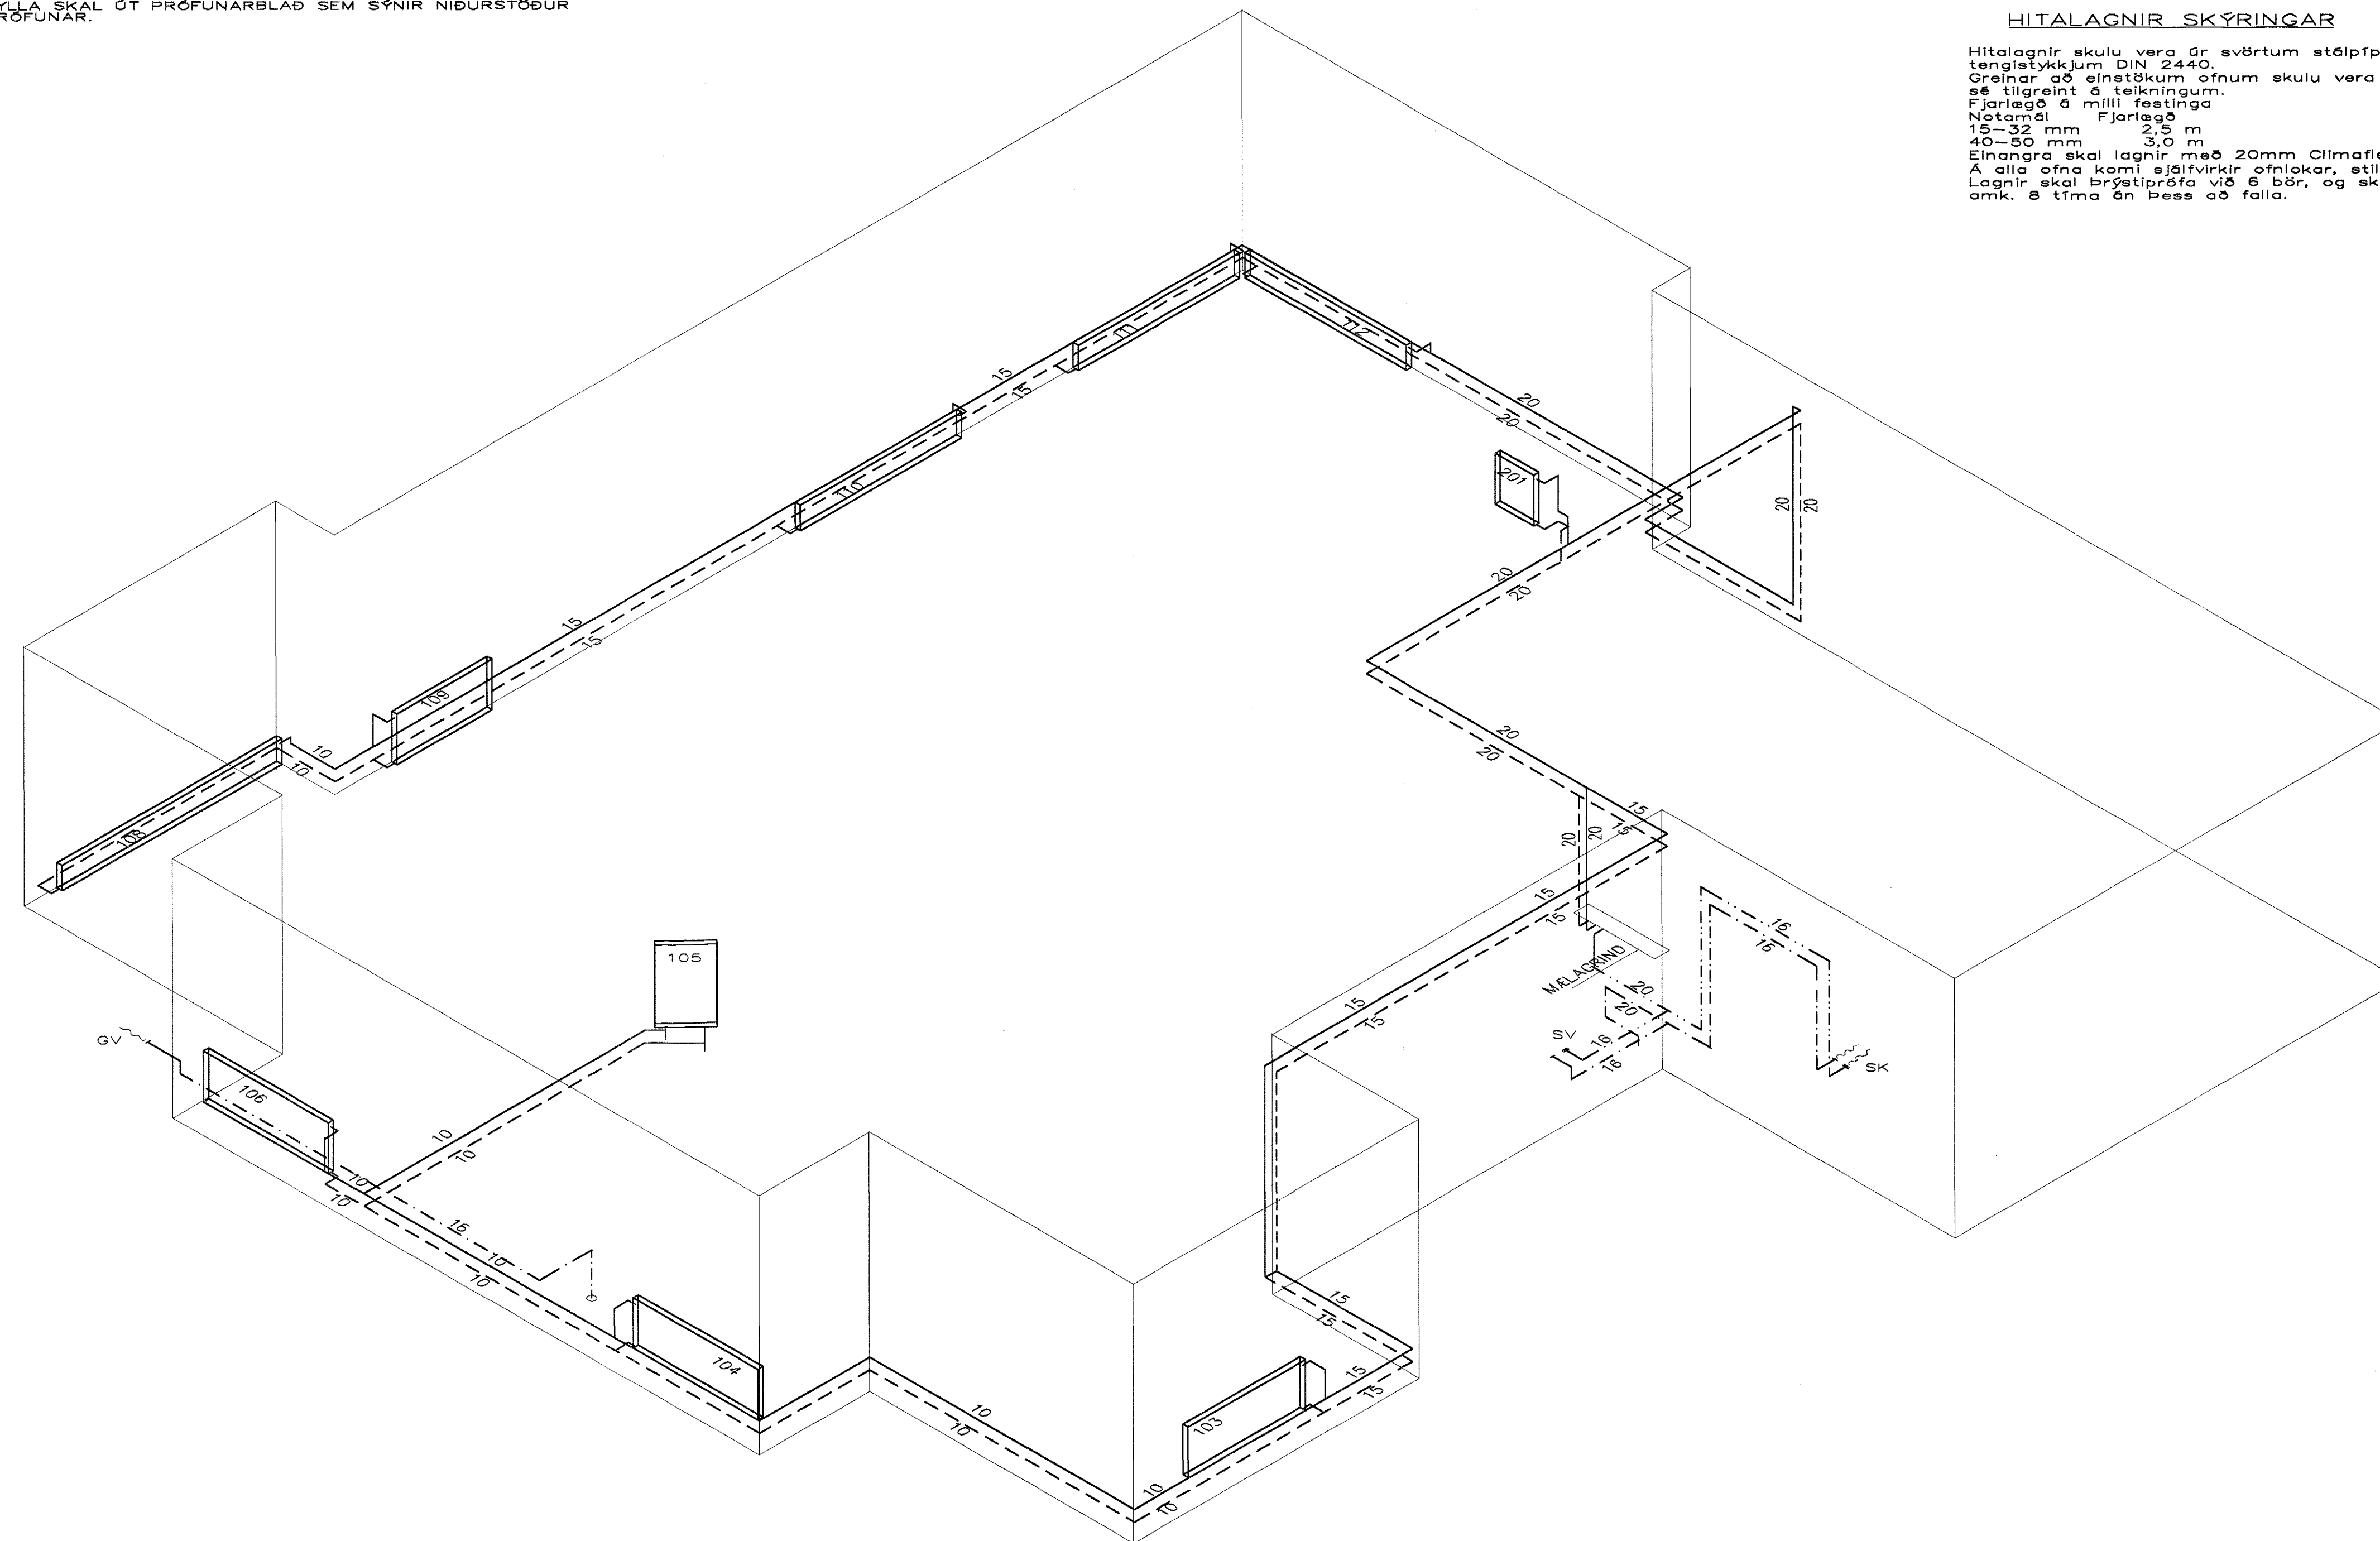 YLLA SKAL ÚT PRÓFUNARBLAÐ SEM SÝNIR NIÐURSTÖÐUR
RÓFUNAR.
HITALAGNIR SKÝRINGAR
Hitalagnir skulu vera úr svörtum stálpíp
tengistykkjum DIN 2440.
Greinar að einstökum ofnum skulu vera
sé tilgreint á teikningum.
Fjarlægð á milli festinga
Notamál Fjarlægð
15-32 mm 2,5 m
40-50 mm 3,0 m
Einangra skal lagnir með 20mm Climafle
Á alla ofna komi sjálfvirkir ofnlokar, stil
Lagnir skal þrýstiprófa við 6 bör, og sk
amk. 8 tíma án þess að falla.
111
112
15
15
20
20
110
201
20
20
20
20
15
15
109
20
20
10
10
108
15
15
20
20
15
15
16
16
MÆLAGRIND
105
20
20
15
15
SV
16
16
SK
GV
106
10
10
10
10
16
10
10
15
15
104
15
15
103
10
10
10
10